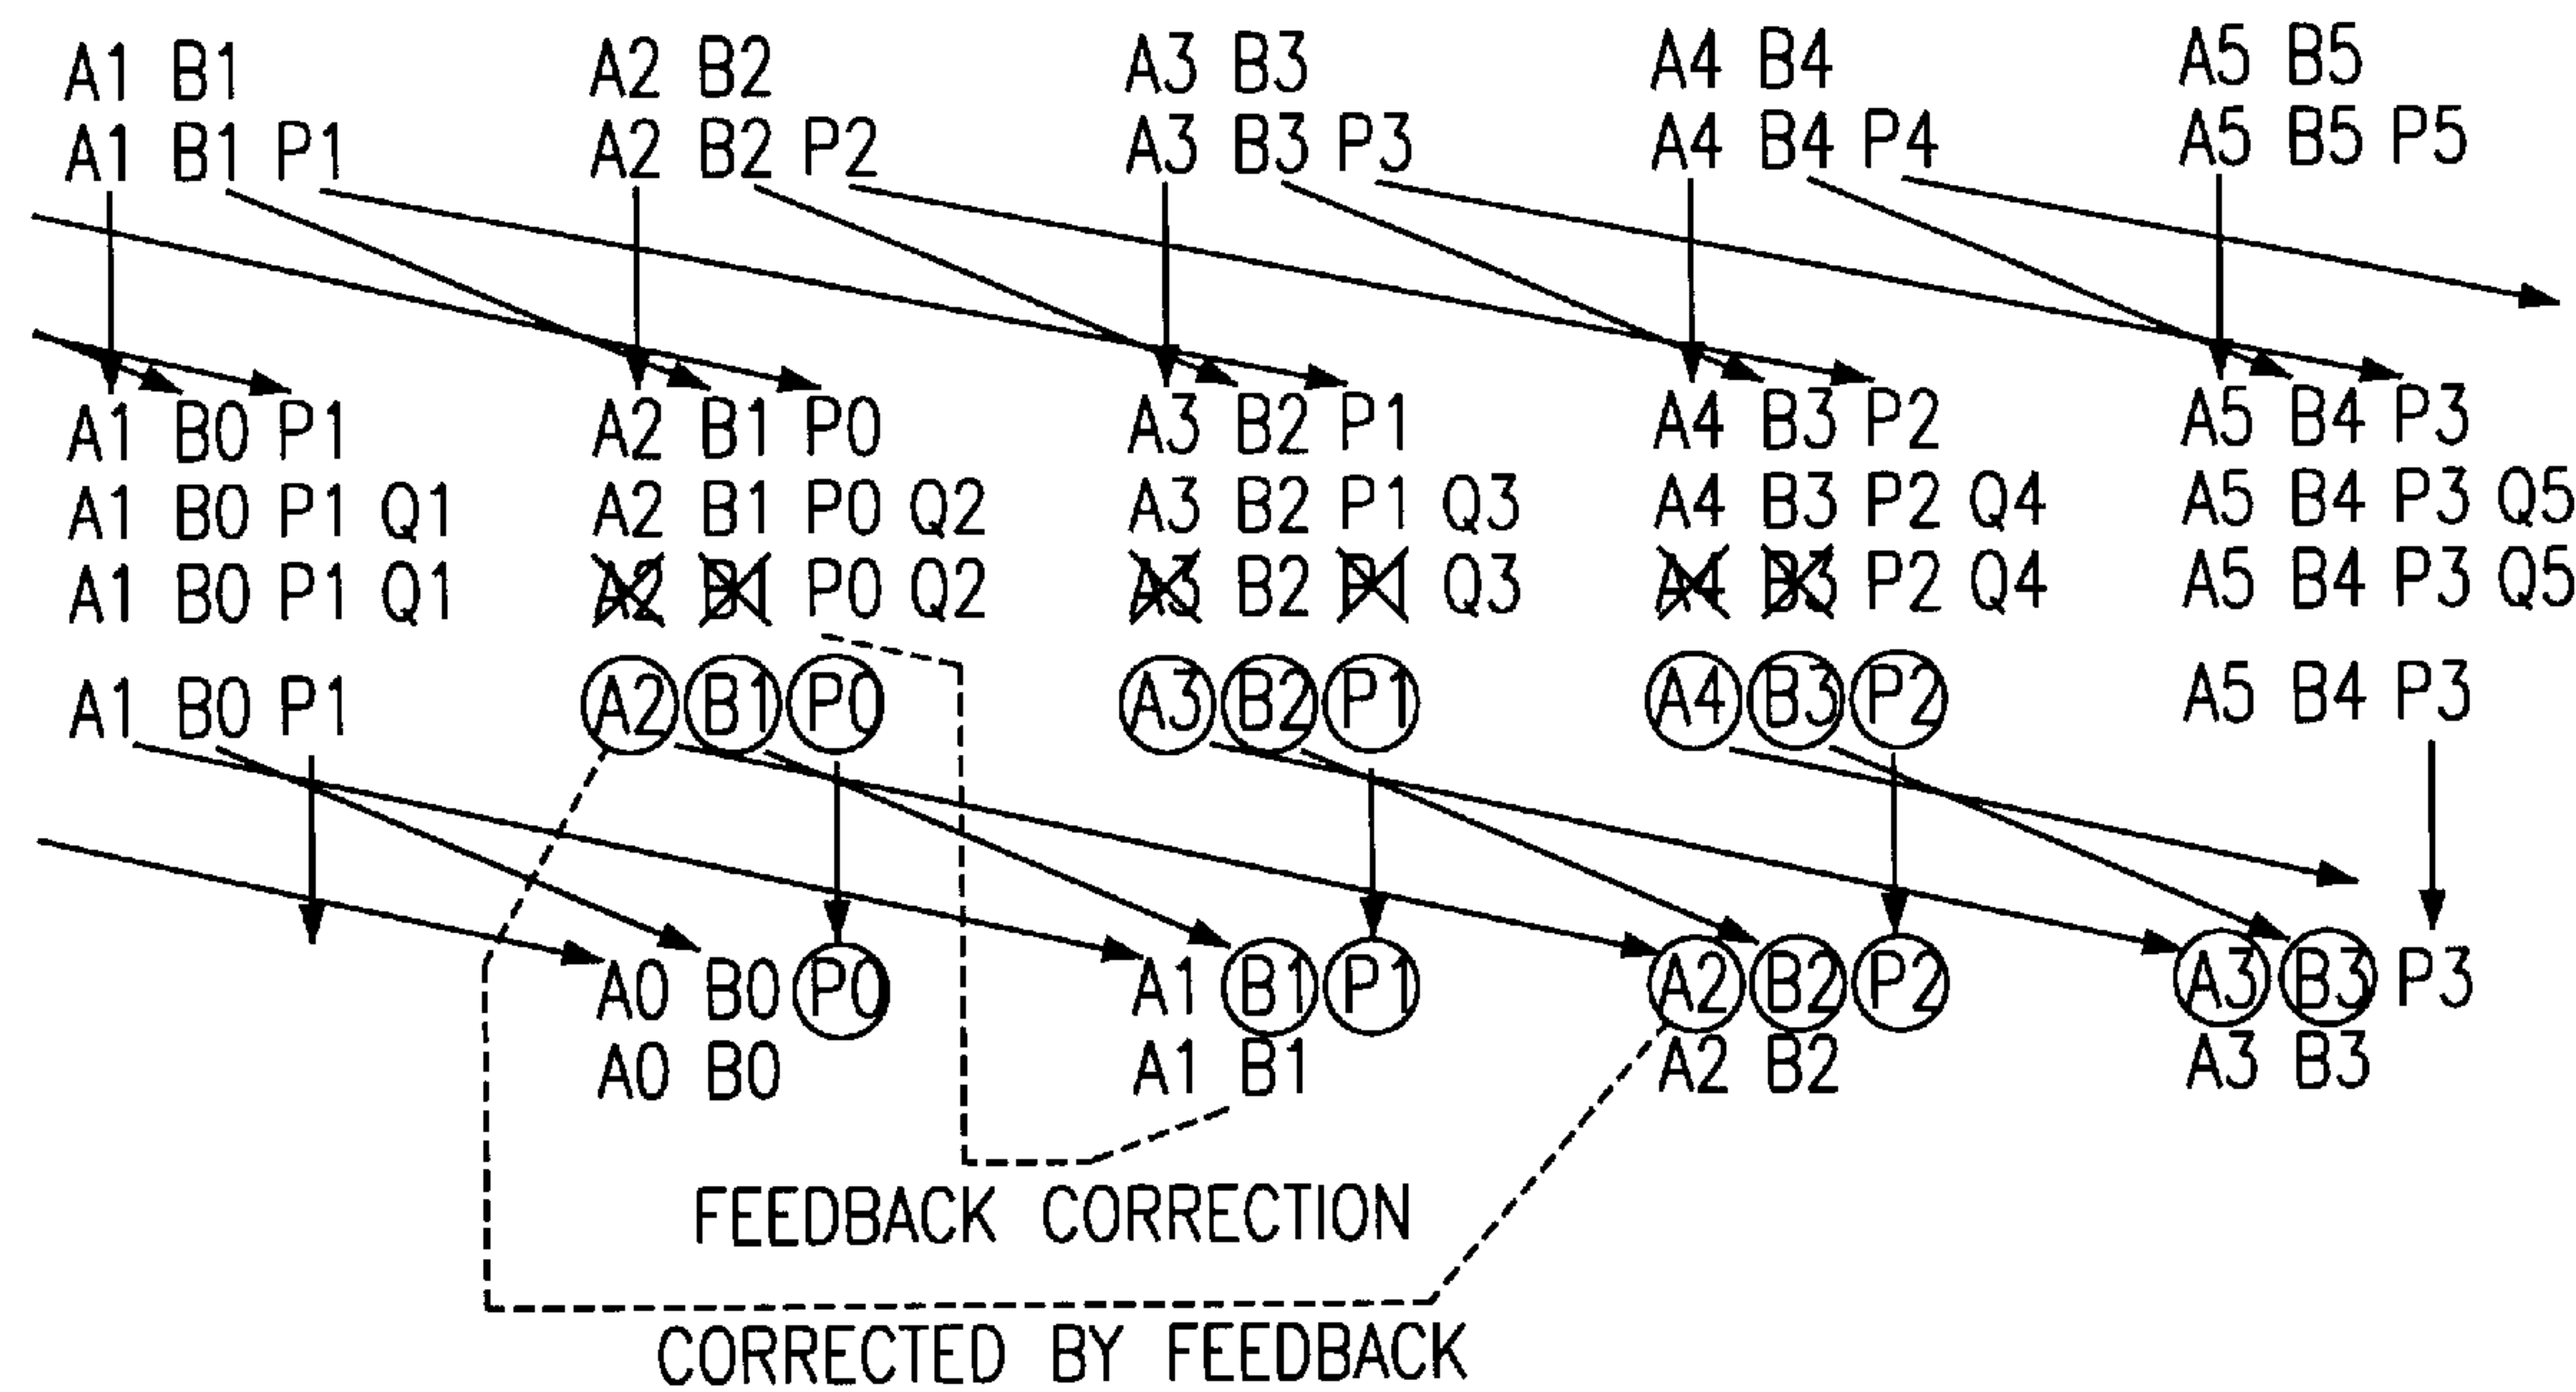 A1 B1 A2 B2 A3 B3 A4 B4 A5 B5
A1 B1 P1 A2 B2 P2 A3 B3 P3 A4 B4 P4 A5 B5 P5
A1 B0 P1 A2 B1 P0 A3 B2 P1 A4 B3 P2 A5 B4 P3
A1 B0 P1 Q1 A2 B1 P0 Q2 A3 B2 P1 Q3 A4 B3 P2 Q4 A5 B4 P3 Q5
A1 B0 P1 Q1 A2 B1 P0 Q2 A3 B2 P1 Q3 A4 B3 P2 Q4 A5 B4 P3 Q5
A1 B0 P1 A2 B1 P0 A3 B2 P1 A4 B3 P2 A5 B4 P3
A0 B0 P0 A1 B1 P1 A2 B2 P2 A3 B3 P3
A0 B0 A1 B1 A2 B2 A3 B3
FEEDBACK CORRECTION
CORRECTED BY FEEDBACK